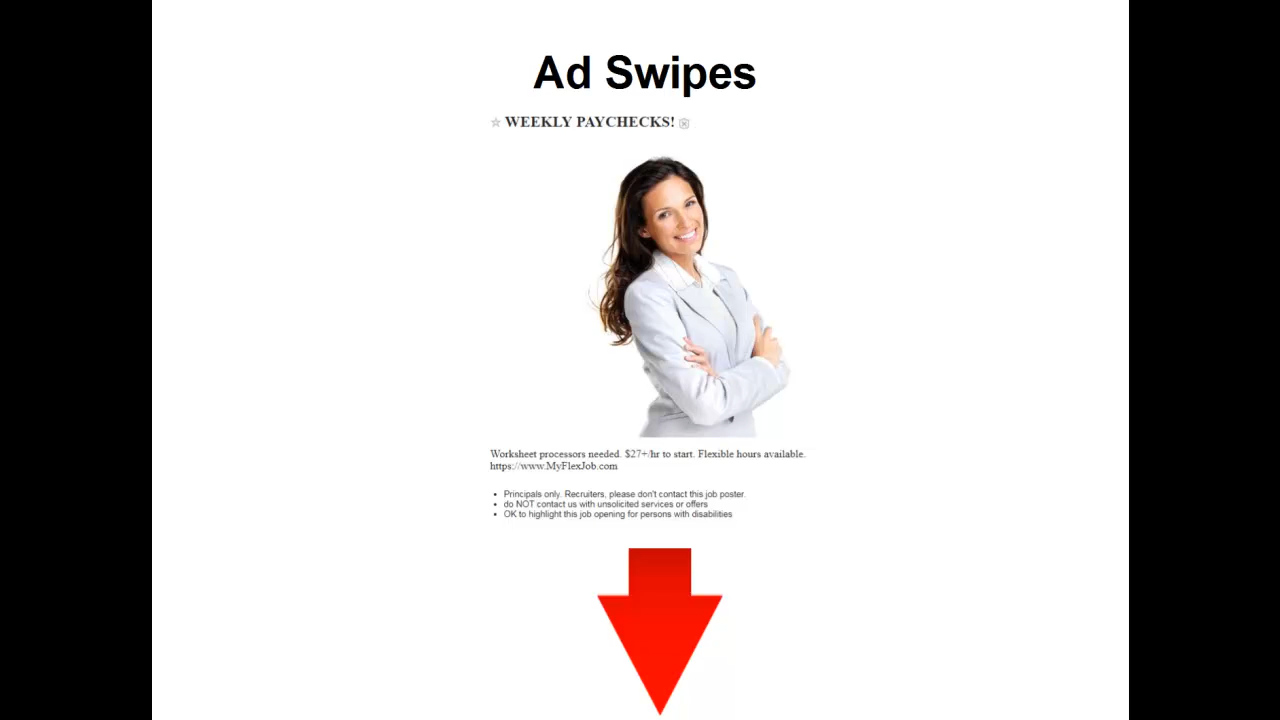 Ad Swipes
☆ WEEKLY PAYCHECKS!
Worksheet processors needed. $27+/hr to start. Flexible hours available.
https://www.MyFlexJob.com
• Principals only. Recruiters, please don't contact this job poster.
• do NOT contact us with unsolicited services or offers
• OK to highlight this job opening for persons with disabilities